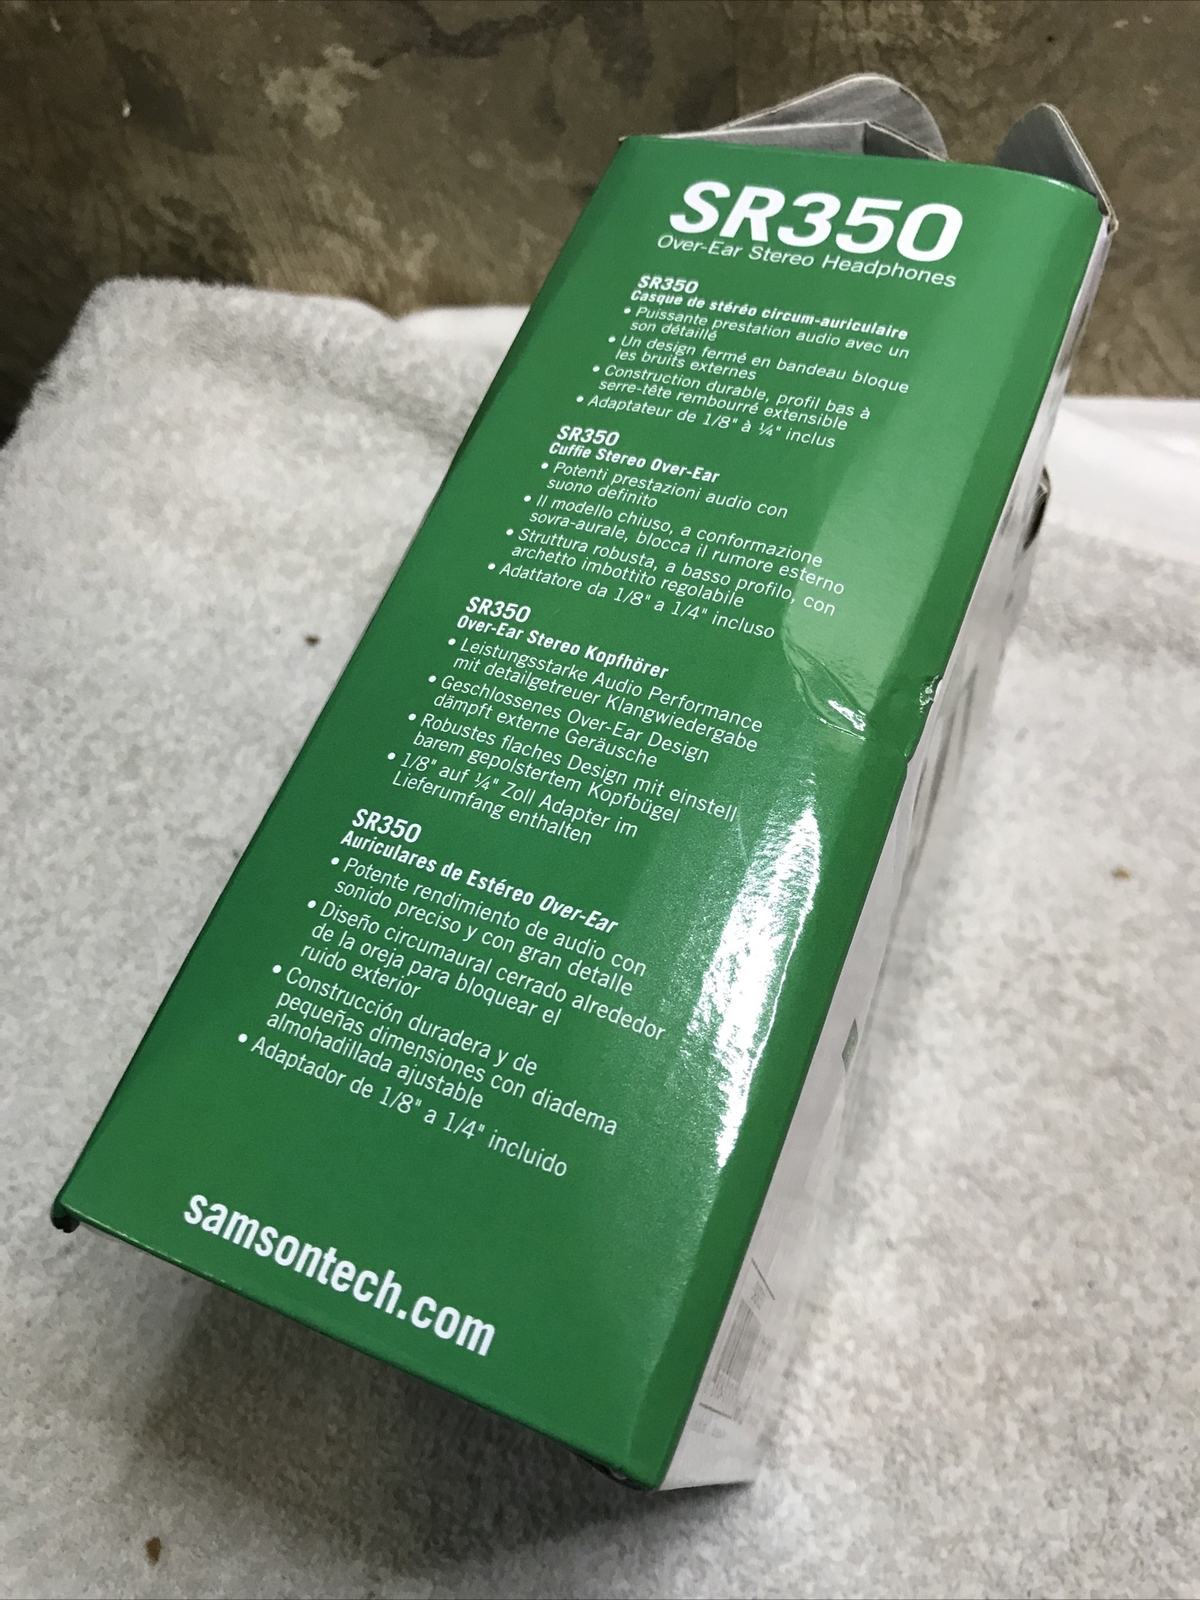 SR350
Over-Ear Stereo Headphones
SR350
Casque de stéréo circum-auriculaire
• Puissante prestation audio avec un
son détaillé
• Un design fermé en bandeau bloque
les bruits externes
• Construction durable, profil bas à
serre-tête rembourré extensible
• Adaptateur de 1/8" à ¼" inclus
SR350
Cuffie Stereo Over-Ear
• Potenti prestazioni audio con
suono definito
• Il modello chiuso, a conformazione
sovra-aurale, blocca il rumore esterno
• Struttura robusta, a basso profilo, con
archetto imbottito regolabile
• Adattatore da 1/8" a 1/4" incluso
SR350
Over-Ear Stereo Kopfhörer
• Leistungsstarke Audio Performance
mit detailgetreuer Klangwiedergabe
• Geschlossenes Over-Ear Design
dämpft externe Geräusche
• Robustes flaches Design mit einstell
barem gepolstertem Kopfbügel
• 1/8" auf ¼" Zoll Adapter im
Lieferumfang enthalten
SR350
Auriculares de Estéreo Over-Ear
• Potente rendimiento de audio con
sonido preciso y con gran detalle
• Diseño circumaural cerrado alrededor
de la oreja para bloquear el
ruido exterior
• Construcción duradera y de
pequeñas dimensiones con diadema
almohadillada ajustable
• Adaptador de 1/8" a 1/4" incluido
samsontech.com